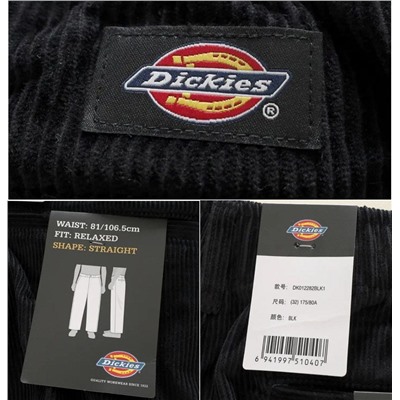 Dickies
®
WAIST: 81/106.5cm
FIT: RELAXED
SHAPE: STRAIGHT
Dickies
QUALITY WORKWEAR SINCE 1922
Dickies
款号: DK012282BLK1
尺码: (32) 175/80A
颜色: BLK
6 941997 510407